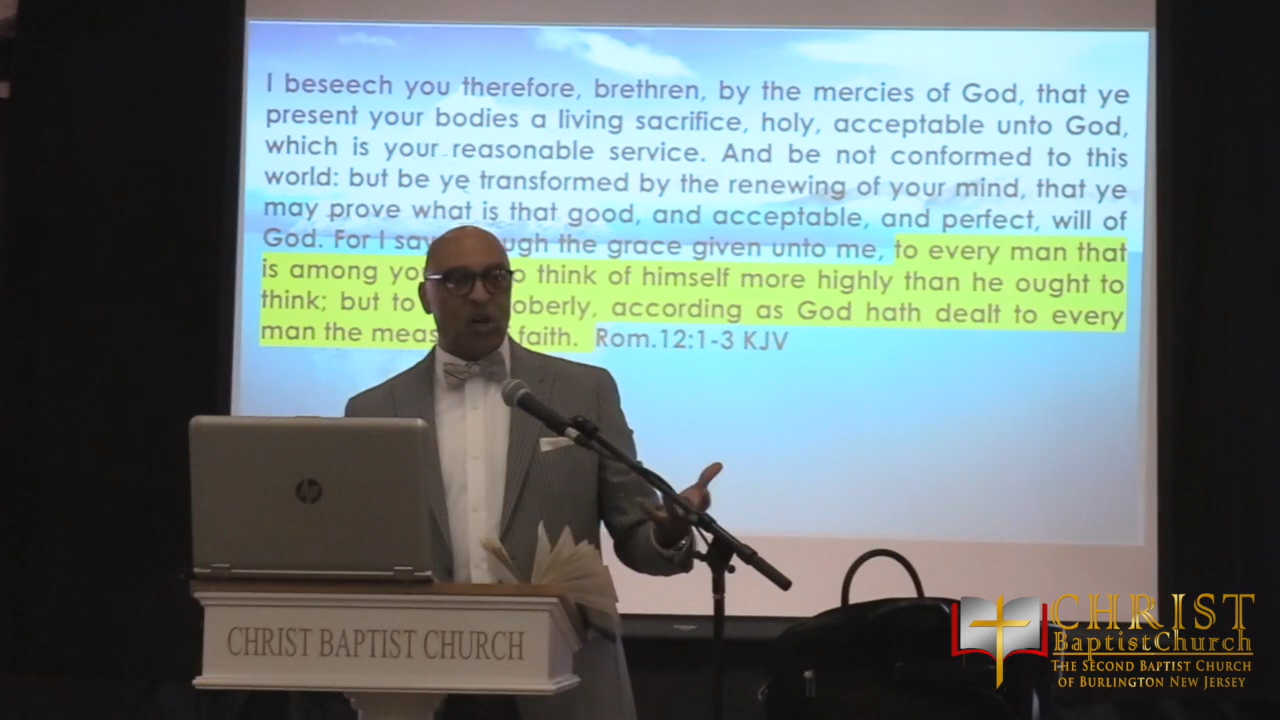 I beseech you therefore, brethren, by the mercies of God, that ye
present your bodies a living sacrifice, holy, acceptable unto God,
which is your reasonable service. And be not conformed to this
world: but be ye transformed by the renewing of your mind, that ye
may prove what is that good, and acceptable, and perfect, will of
God. For I say ugh the grace given unto me, to every man that
is among yo o think of himself more highly than he ought to
think; but to oberly, according as God hath dealt to every
man the meas faith. Rom.12:1-3 KJV
hp
CHRIST BAPTIST CHURCH
CHRIST
Baptist Church
THE SECOND BAPTIST CHURCH
OF BURLINGTON NEW JERSEY